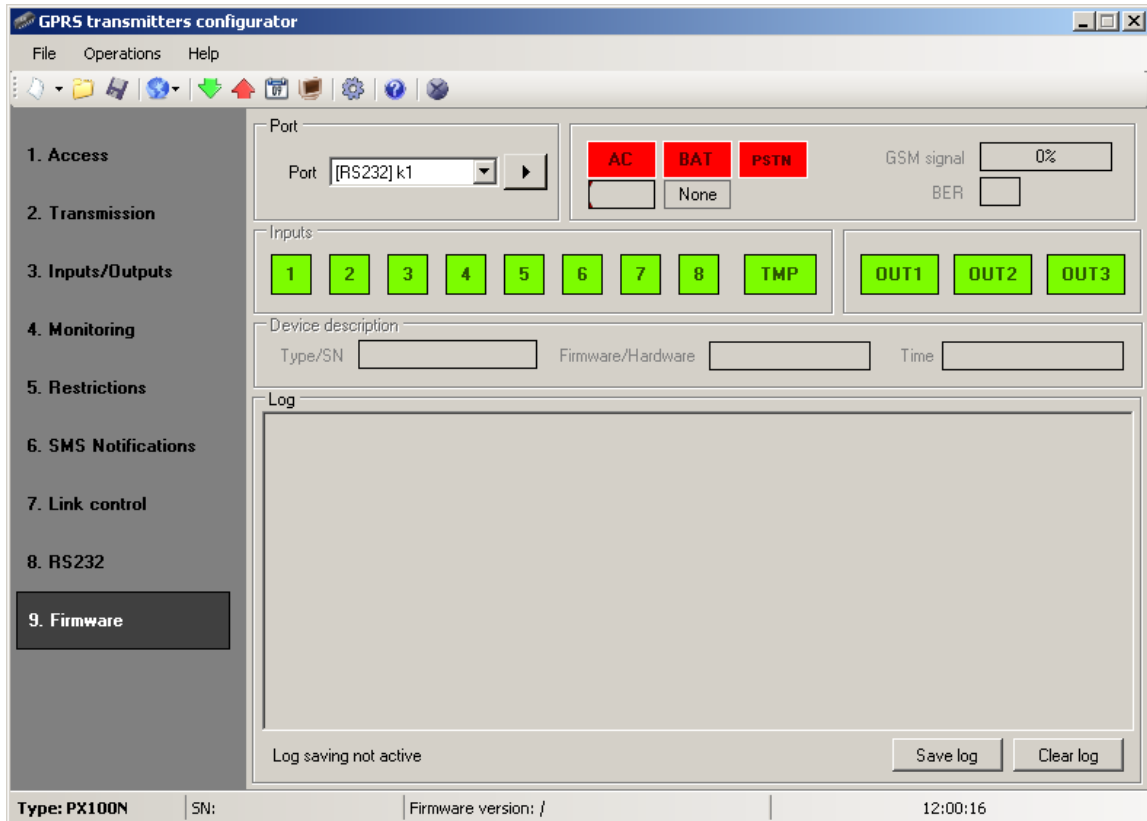 GPRS transmitters configurator
File Operations Help
09
1. Access
2. Transmission
3. Inputs/Outputs
4. Monitoring
5. Restrictions
6. SMS Notifications
7. Link control
8. RS232
9. Firmware
Port
Port [RS232] k1
AC BAT PSTN
None
GSM signal 0%
BER
Inputs
1 2 3 4 5 6 7 8 TMP
OUT1 OUT2 OUT3
Device description
Type/SN Firmware/Hardware Time
Log
Log saving not active
Save log Clear log
Type: PX100N SN: Firmware version: / 12:00:16